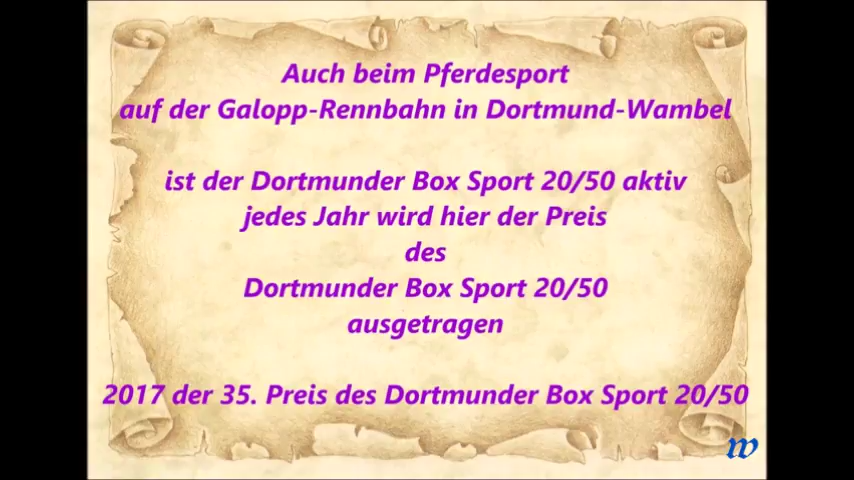 Auch beim Pferdesport
auf der Galopp-Rennbahn in Dortmund-Wambel
ist der Dortmunder Box Sport 20/50 aktiv
jedes Jahr wird hier der Preis
des
Dortmunder Box Sport 20/50
ausgetragen
2017 der 35. Preis des Dortmunder Box Sport 20/50
w